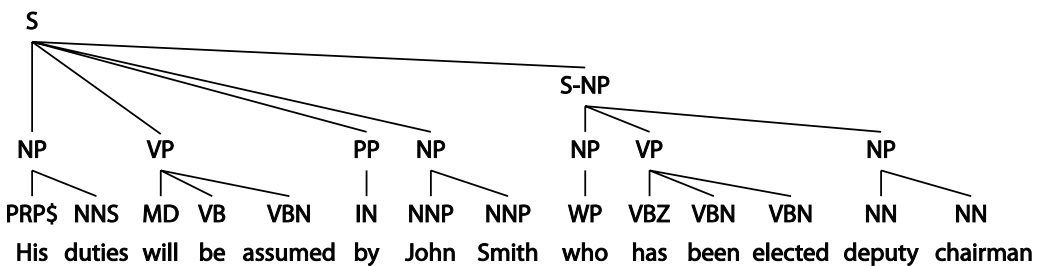 S
S-NP
NP VP PP NP NP VP NP
PRP$ NNS MD VB VBN IN NNP NNP WP VBZ VBN VBN NN NN
His duties will be assumed by John Smith who has been elected deputy chairman